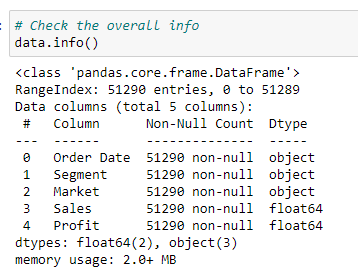 # Check the overall info
data.info()
<class 'pandas.core.frame.DataFrame'>
RangeIndex: 51290 entries, 0 to 51289
Data columns (total 5 columns):
 #   Column      Non-Null Count  Dtype
---  ------      --------------  -----
 0   Order Date  51290 non-null  object
 1   Segment     51290 non-null  object
 2   Market      51290 non-null  object
 3   Sales       51290 non-null  float64
 4   Profit      51290 non-null  float64
dtypes: float64(2), object(3)
memory usage: 2.0+ MB